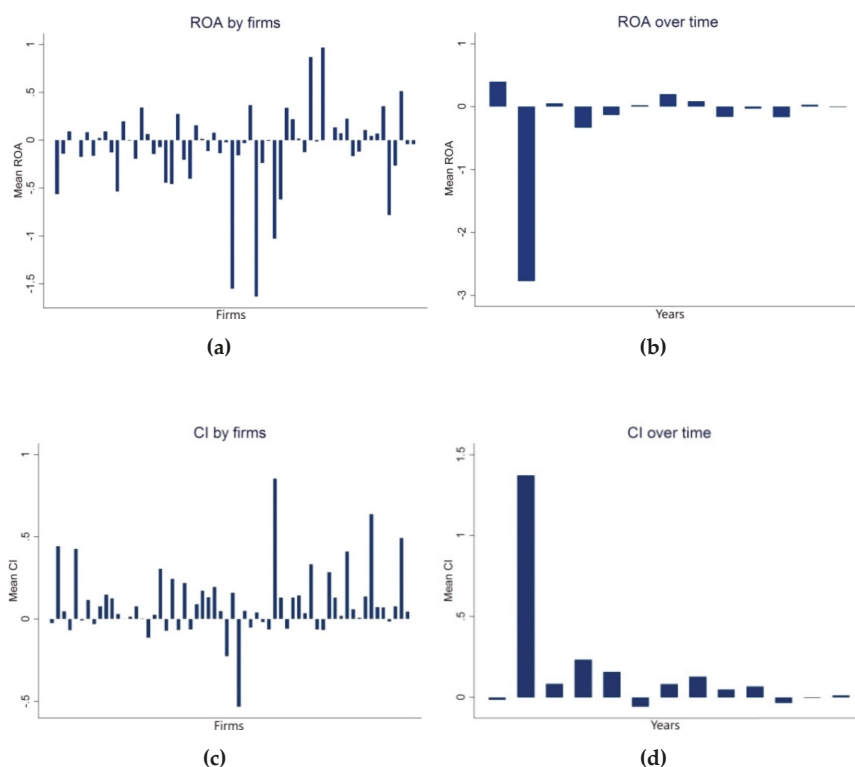 ROA by firms
1
.5
0
-.5
-1
-1.5
Mean ROA
Firms
(a)
ROA over time
1
0
-1
-2
-3
Mean ROA
Years
(b)
CI by firms
1
.5
0
-.5
Mean CI
Firms
(c)
CI over time
1.5
1
.5
0
Mean CI
Years
(d)